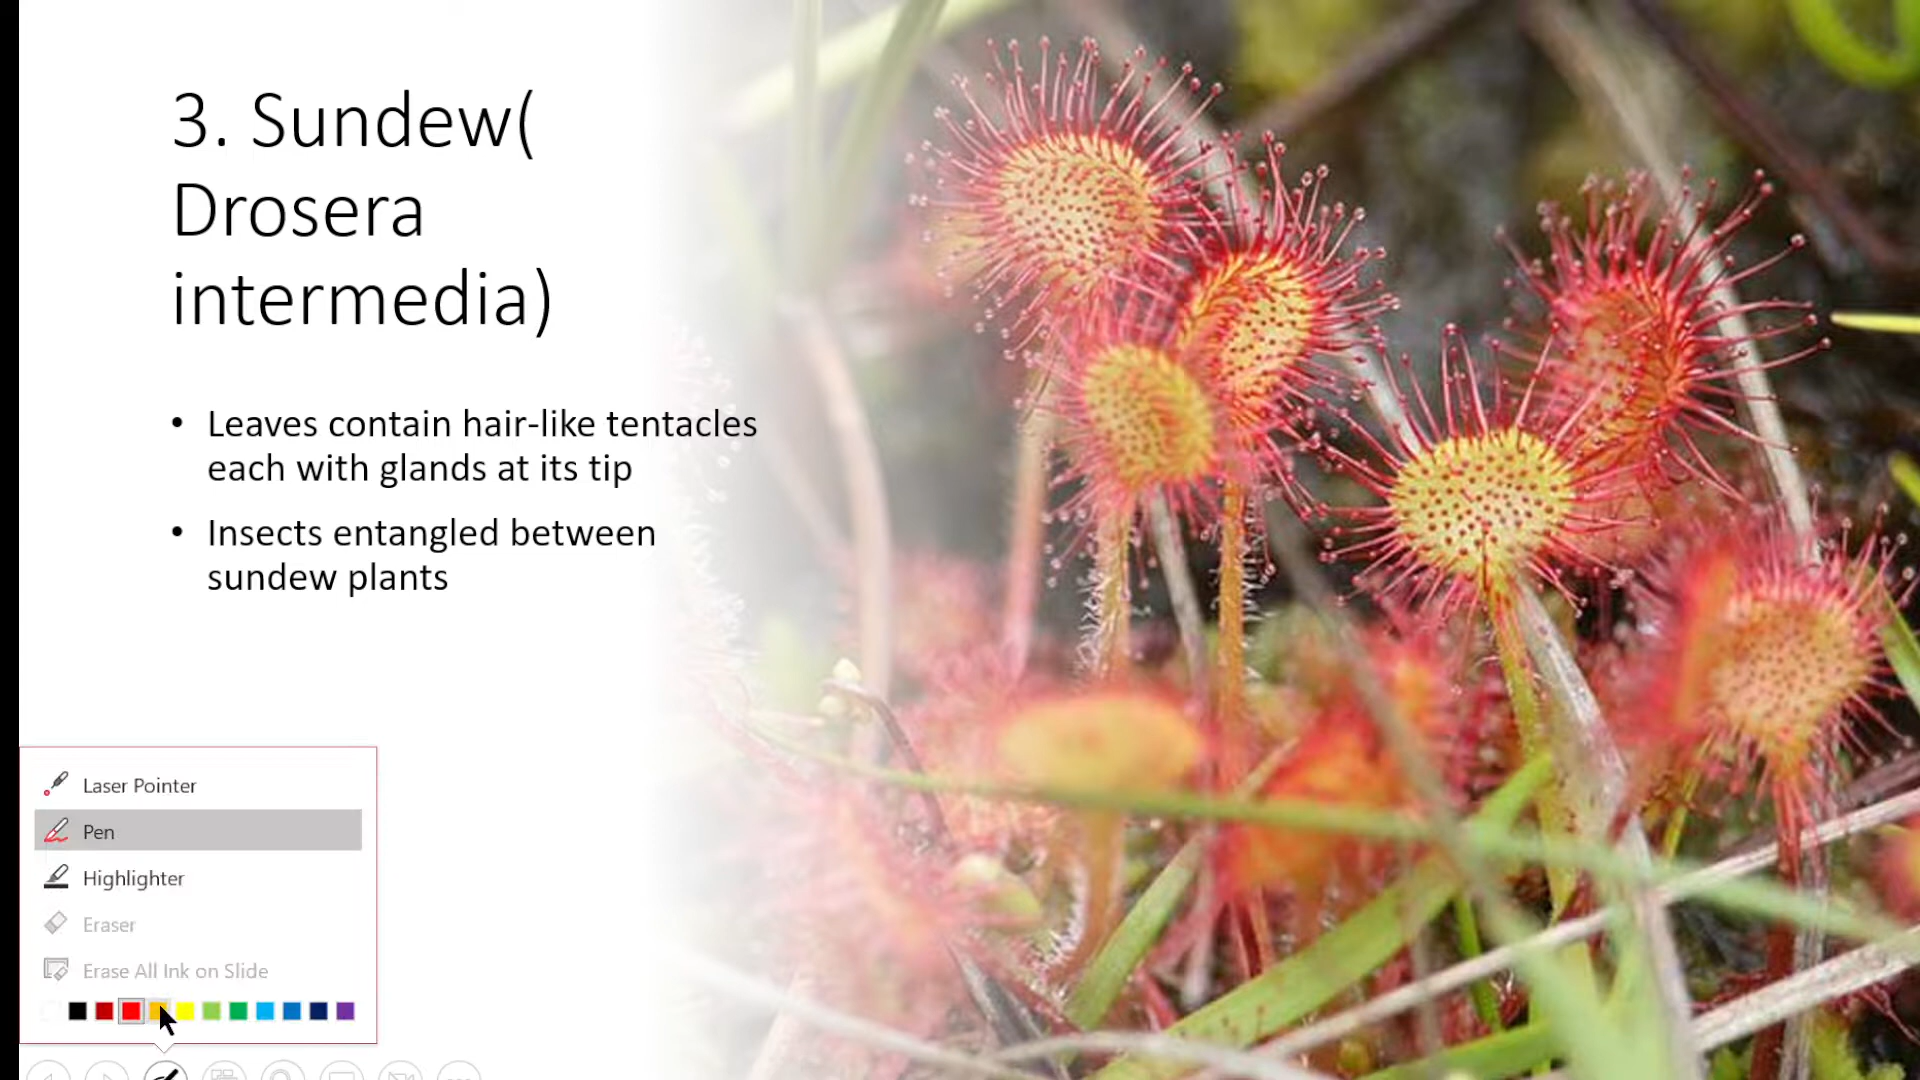 3. Sundew(
Drosera
intermedia)
• Leaves contain hair-like tentacles
each with glands at its tip
• Insects entangled between
sundew plants
Laser Pointer
Pen
Highlighter
Eraser
Erase All Ink on Slide